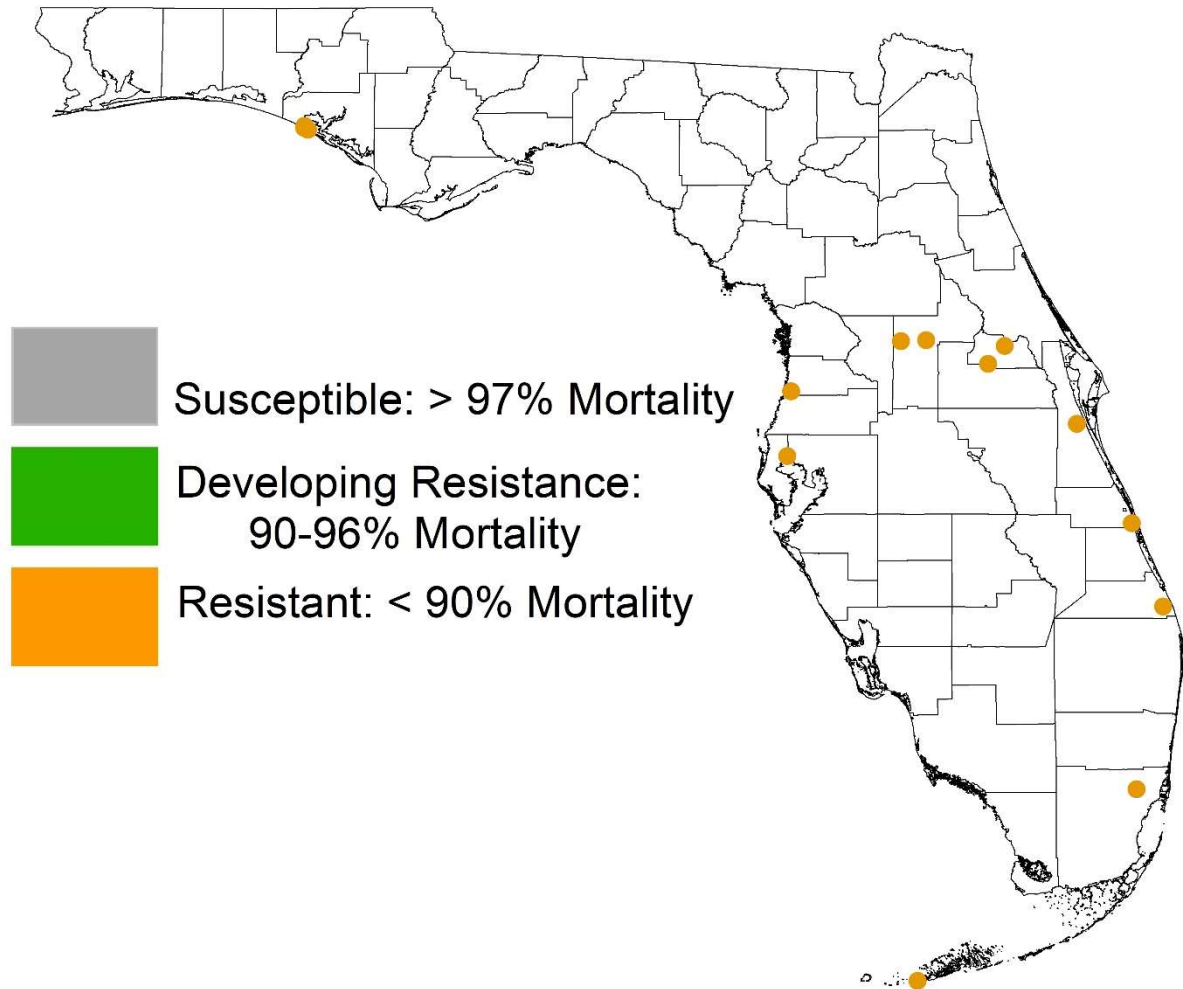 Susceptible: > 97% Mortality
Developing Resistance:
90-96% Mortality
Resistant: < 90% Mortality